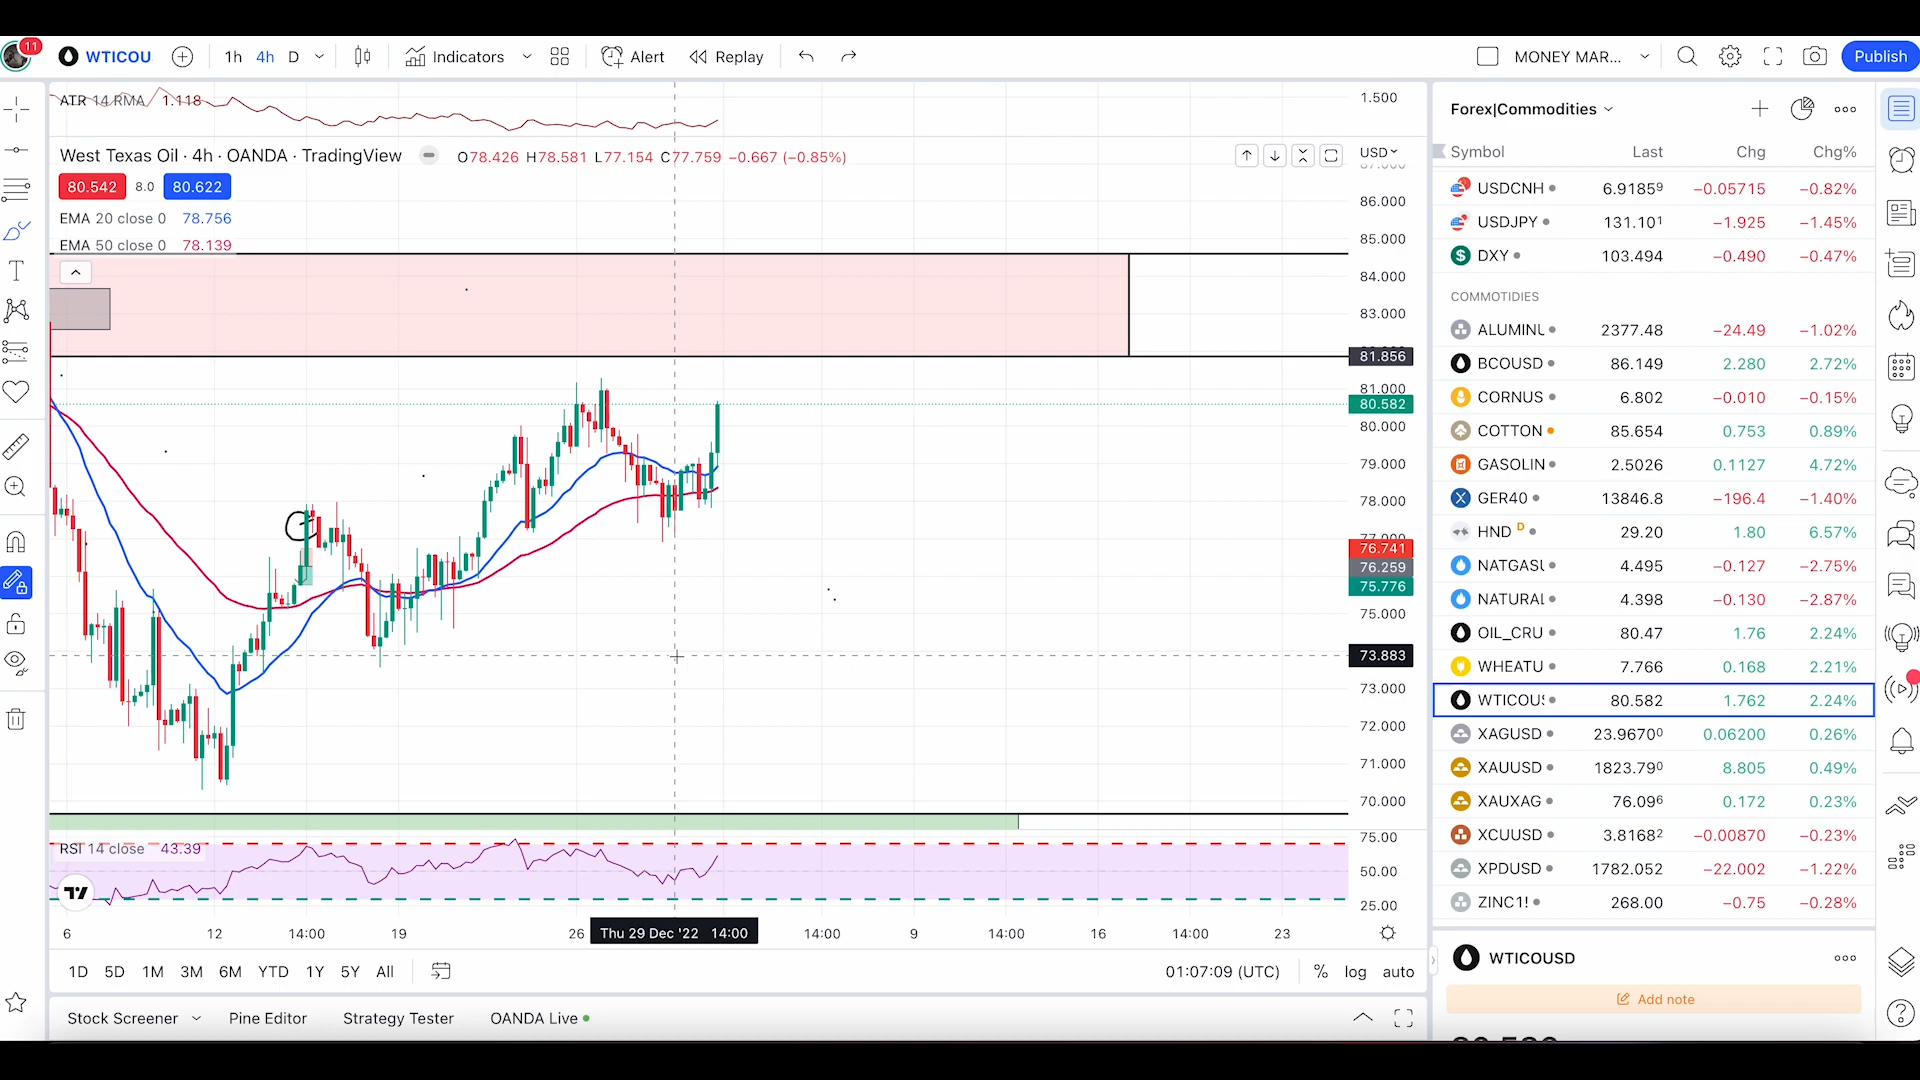 11
WTICOU
1h 4h D
Indicators
Alert
Replay
MONEY MAR...
Publish
ATR 14 RMA 1.118
West Texas Oil · 4h · OANDA · TradingView
O78.426 H78.581 L77.154 C77.759 −0.667 (−0.85%)
80.542 8.0 80.622
EMA 20 close 0 78.756
EMA 50 close 0 78.139
USD
1.500
86.000
85.000
84.000
83.000
81.856
81.000
80.582
80.000
79.000
78.000
76.741
76.259
75.776
75.000
73.883
73.000
72.000
71.000
70.000
RSI 14 close 43.39
75.00
50.00
25.00
6 12 14:00 19 26 Thu 29 Dec '22 14:00 14:00 9 14:00 16 14:00 23
1D 5D 1M 3M 6M YTD 1Y 5Y All
01:07:09 (UTC) % log auto
Stock Screener Pine Editor Strategy Tester OANDA Live
Forex|Commodities
Symbol Last Chg Chg%
USDCNH 6.91859 −0.05715 −0.82%
USDJPY 131.101 −1.925 −1.45%
DXY 103.494 −0.490 −0.47%
COMMOTIDIES
ALUMINU 2377.48 −24.49 −1.02%
BCOUSD 86.149 2.280 2.72%
CORNUS 6.802 −0.010 −0.15%
COTTON 85.654 0.753 0.89%
GASOLIN 2.5026 0.1127 4.72%
GER40 13846.8 −196.4 −1.40%
HND D 29.20 1.80 6.57%
NATGASU 4.495 −0.127 −2.75%
NATURAL 4.398 −0.130 −2.87%
OIL_CRU 80.47 1.76 2.24%
WHEATU 7.766 0.168 2.21%
WTICOUS 80.582 1.762 2.24%
XAGUSD 23.96700 0.06200 0.26%
XAUUSD 1823.790 8.805 0.49%
XAUXAG 76.096 0.172 0.23%
XCUUSD 3.81682 −0.00870 −0.23%
XPDUSD 1782.052 −22.002 −1.22%
ZINC1! 268.00 −0.75 −0.28%
WTICOUSD
Add note